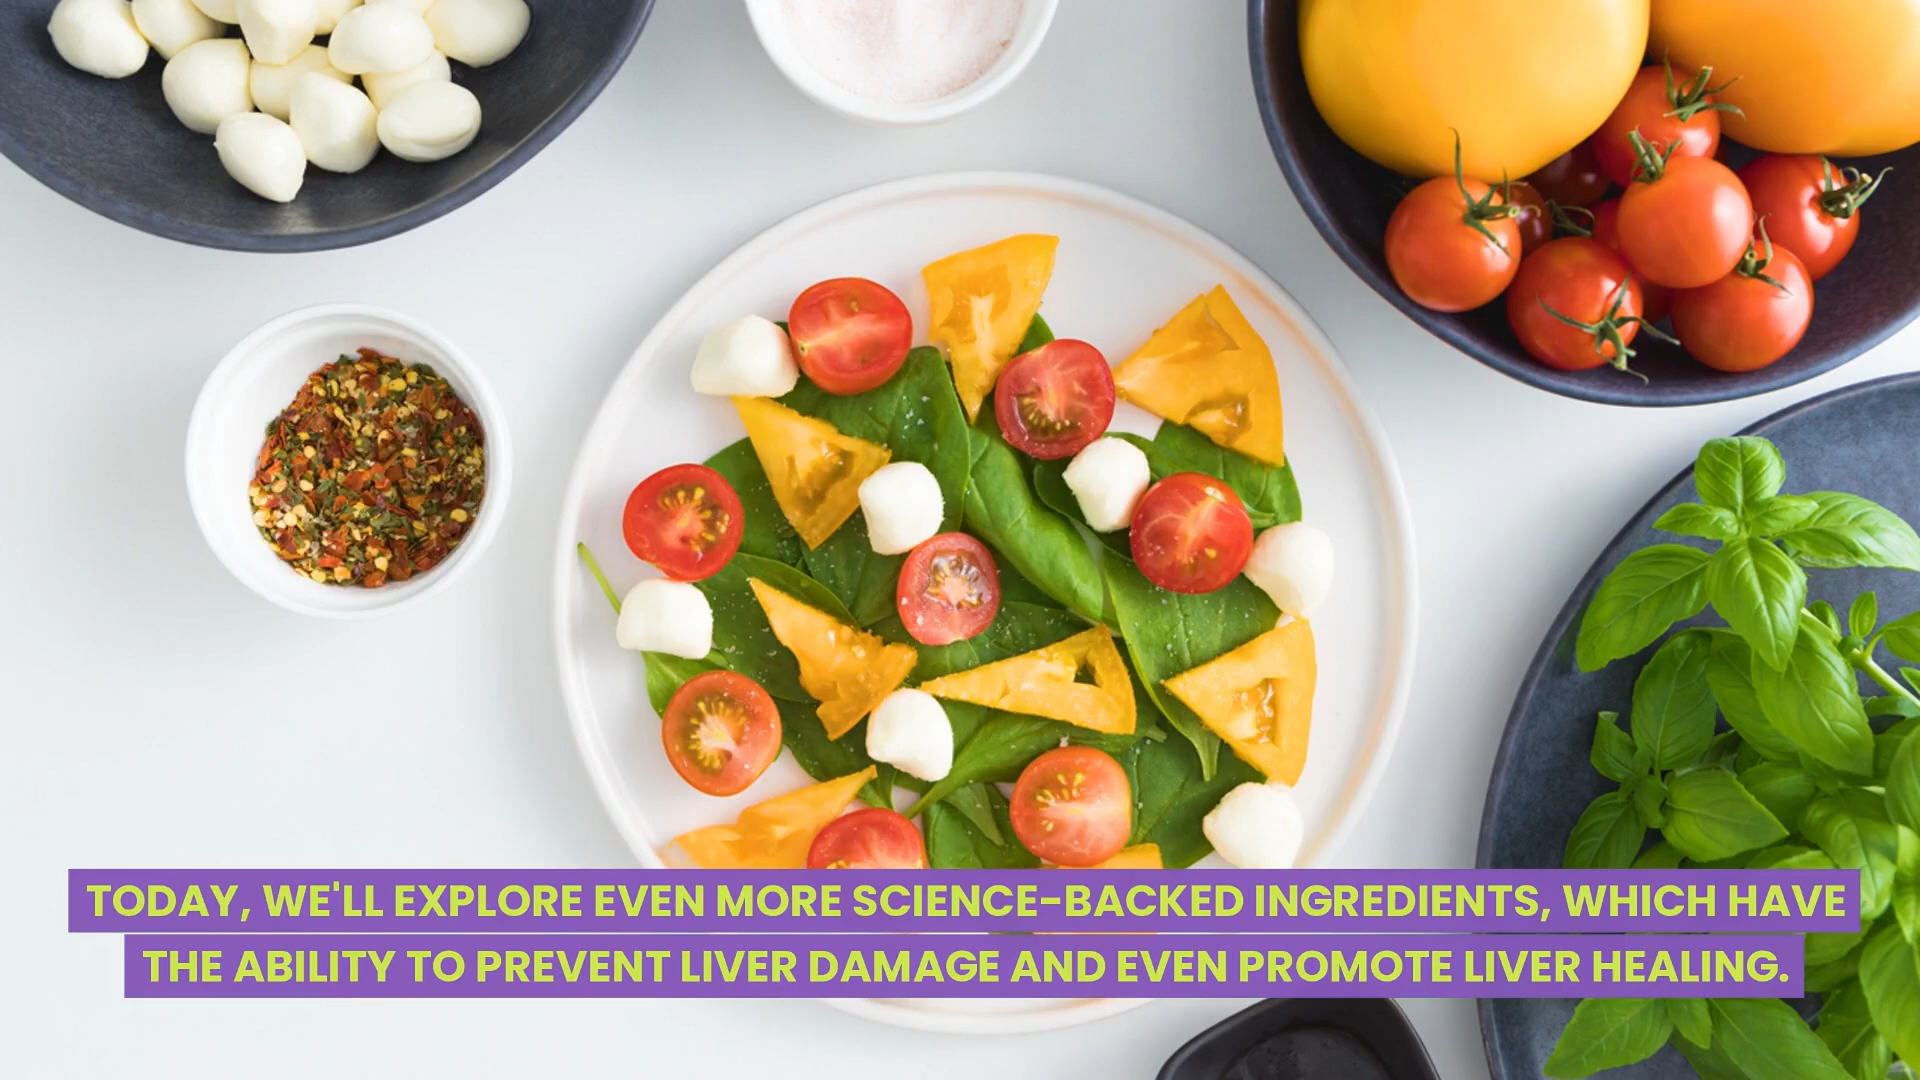 TODAY, WE'LL EXPLORE EVEN MORE SCIENCE-BACKED INGREDIENTS, WHICH HAVE
THE ABILITY TO PREVENT LIVER DAMAGE AND EVEN PROMOTE LIVER HEALING.